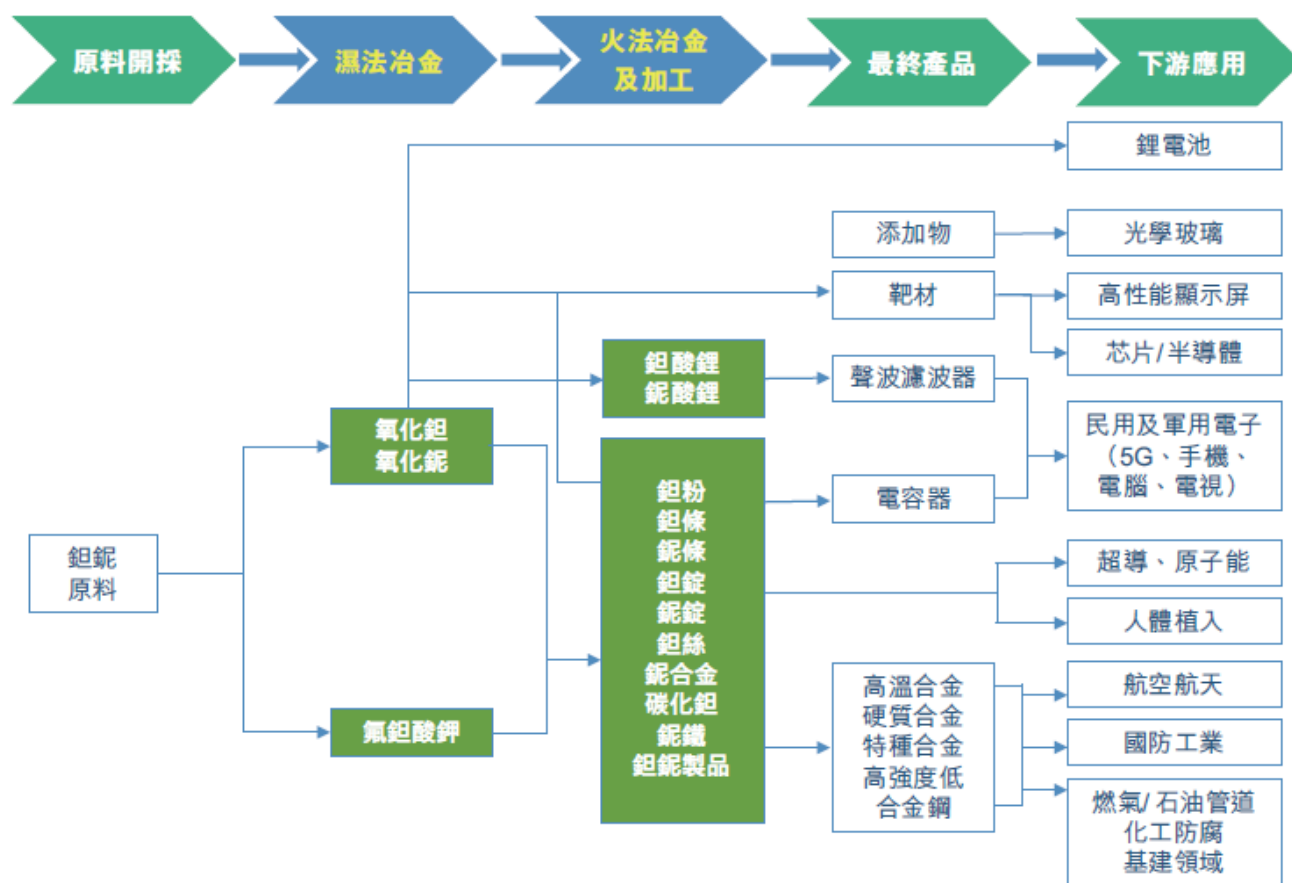 原料開採
濕法冶金
火法冶金
及加工
最終產品
下游應用
鋰電池
添加物
光學玻璃
靶材
高性能顯示屏
芯片/半導體
鉭酸鋰
鈮酸鋰
聲波濾波器
氧化鉭
氧化鈮
民用及軍用電子
（5G、手機、
電腦、電視）
鉭粉
鉭條
鈮條
鉭錠
鈮錠
鉭絲
鈮合金
碳化鉭
鈮鐵
鉭鈮製品
電容器
鉭鈮
原料
超導、原子能
人體植入
氟鉭酸鉀
高溫合金
硬質合金
特種合金
高強度低
合金鋼
航空航天
國防工業
燃氣/石油管道
化工防腐
基建領域